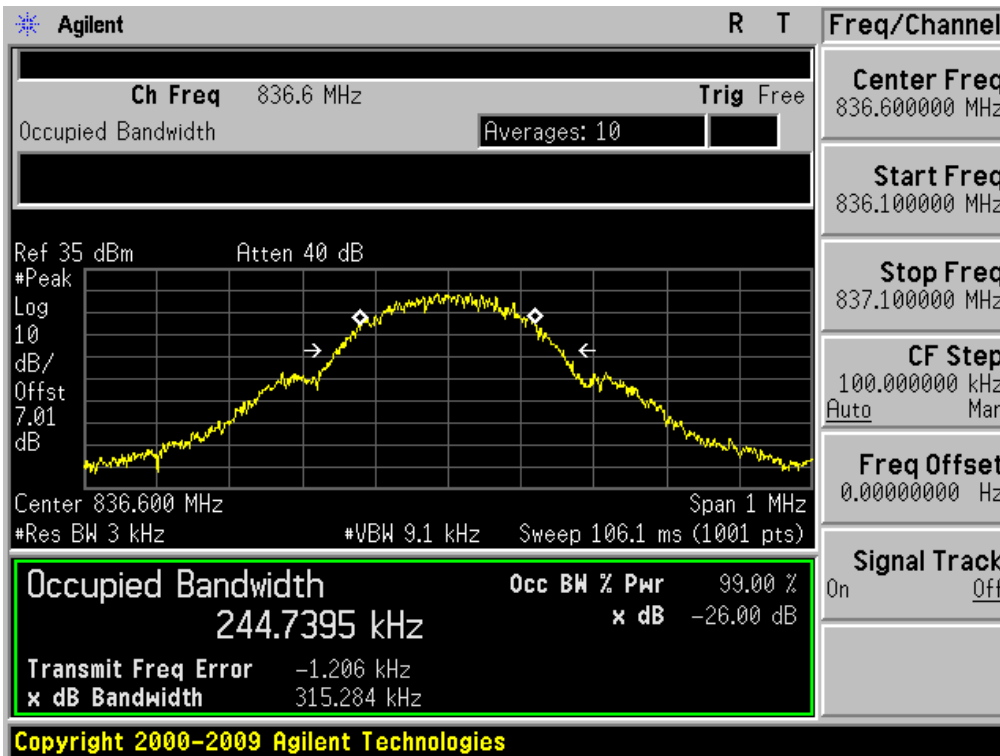 Agilent R T Freq/Channel
Ch Freq 836.6 MHz Trig Free
Occupied Bandwidth Averages: 10
Center Freq
836.600000 MHz
Start Freq
836.100000 MHz
Stop Freq
837.100000 MHz
CF Step
100.000000 kHz
Auto Man
Freq Offset
0.00000000 Hz
Signal Track
On Off
Ref 35 dBm Atten 40 dB
#Peak
Log
10
dB/
Offst
7.01
dB
Center 836.600 MHz Span 1 MHz
#Res BW 3 kHz #VBW 9.1 kHz Sweep 106.1 ms (1001 pts)
Occupied Bandwidth Occ BW % Pwr 99.00 %
244.7395 kHz x dB -26.00 dB
Transmit Freq Error -1.206 kHz
x dB Bandwidth 315.284 kHz
Copyright 2000-2009 Agilent Technologies